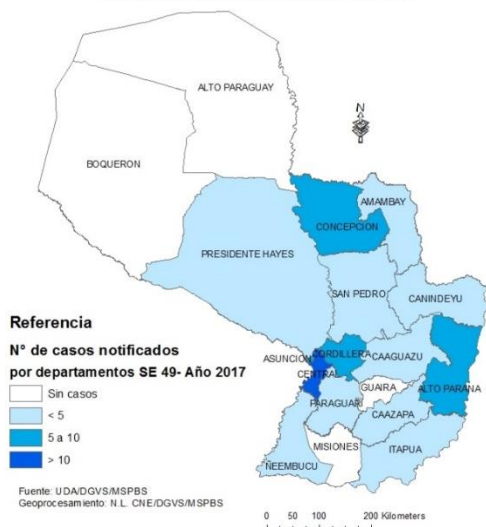 ALTO PARAGUAY
N
BOQUERON
AMAMBAY
CONCEPCION
PRESIDENTE HAYES
SAN PEDRO
CANINDEYU
Referencia
N° de casos notificados
por departamentos SE 49- Año 2017
Sin casos
< 5
5 a 10
> 10
ASUNCION
CORDILLERA
CENTRAL
CAAGUAZU
GUAIRA
ALTO PARANA
PARAGUARI
CAAZAPA
MISIONES
ITAPUA
ÑEEMBUCU
Fuente: UDA/DGVS/MSPBS
Geoprocesamiento: N.L. CNE/DGVS/MSPBS
0 50 100 200 Kilometers